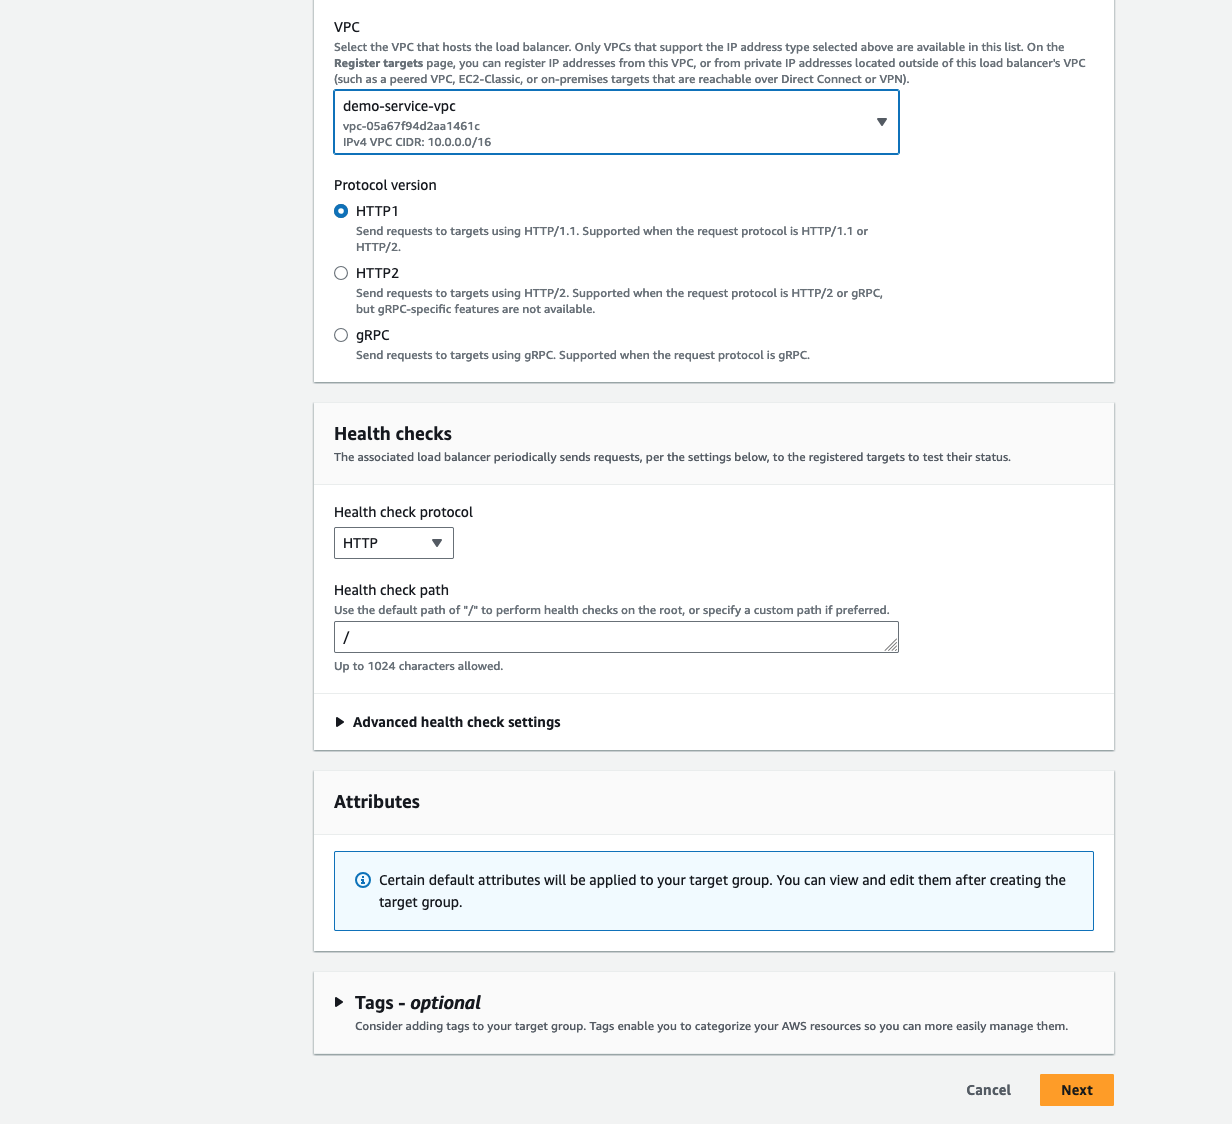 VPC
Select the VPC that hosts the load balancer. Only VPCs that support the IP address type selected above are available in this list. On the
Register targets page, you can register IP addresses from this VPC, or from private IP addresses located outside of this load balancer's VPC
(such as a peered VPC, EC2-Classic, or on-premises targets that are reachable over Direct Connect or VPN).
demo-service-vpc
vpc-05a67f94d2aa1461c
IPv4 VPC CIDR: 10.0.0.0/16
Protocol version
HTTP1
Send requests to targets using HTTP/1.1. Supported when the request protocol is HTTP/1.1 or
HTTP/2.
HTTP2
Send requests to targets using HTTP/2. Supported when the request protocol is HTTP/2 or gRPC,
but gRPC-specific features are not available.
gRPC
Send requests to targets using gRPC. Supported when the request protocol is gRPC.
Health checks
The associated load balancer periodically sends requests, per the settings below, to the registered targets to test their status.
Health check protocol
HTTP
Health check path
Use the default path of "/" to perform health checks on the root, or specify a custom path if preferred.
/
Up to 1024 characters allowed.
Advanced health check settings
Attributes
Certain default attributes will be applied to your target group. You can view and edit them after creating the
target group.
Tags - optional
Consider adding tags to your target group. Tags enable you to categorize your AWS resources so you can more easily manage them.
Cancel
Next